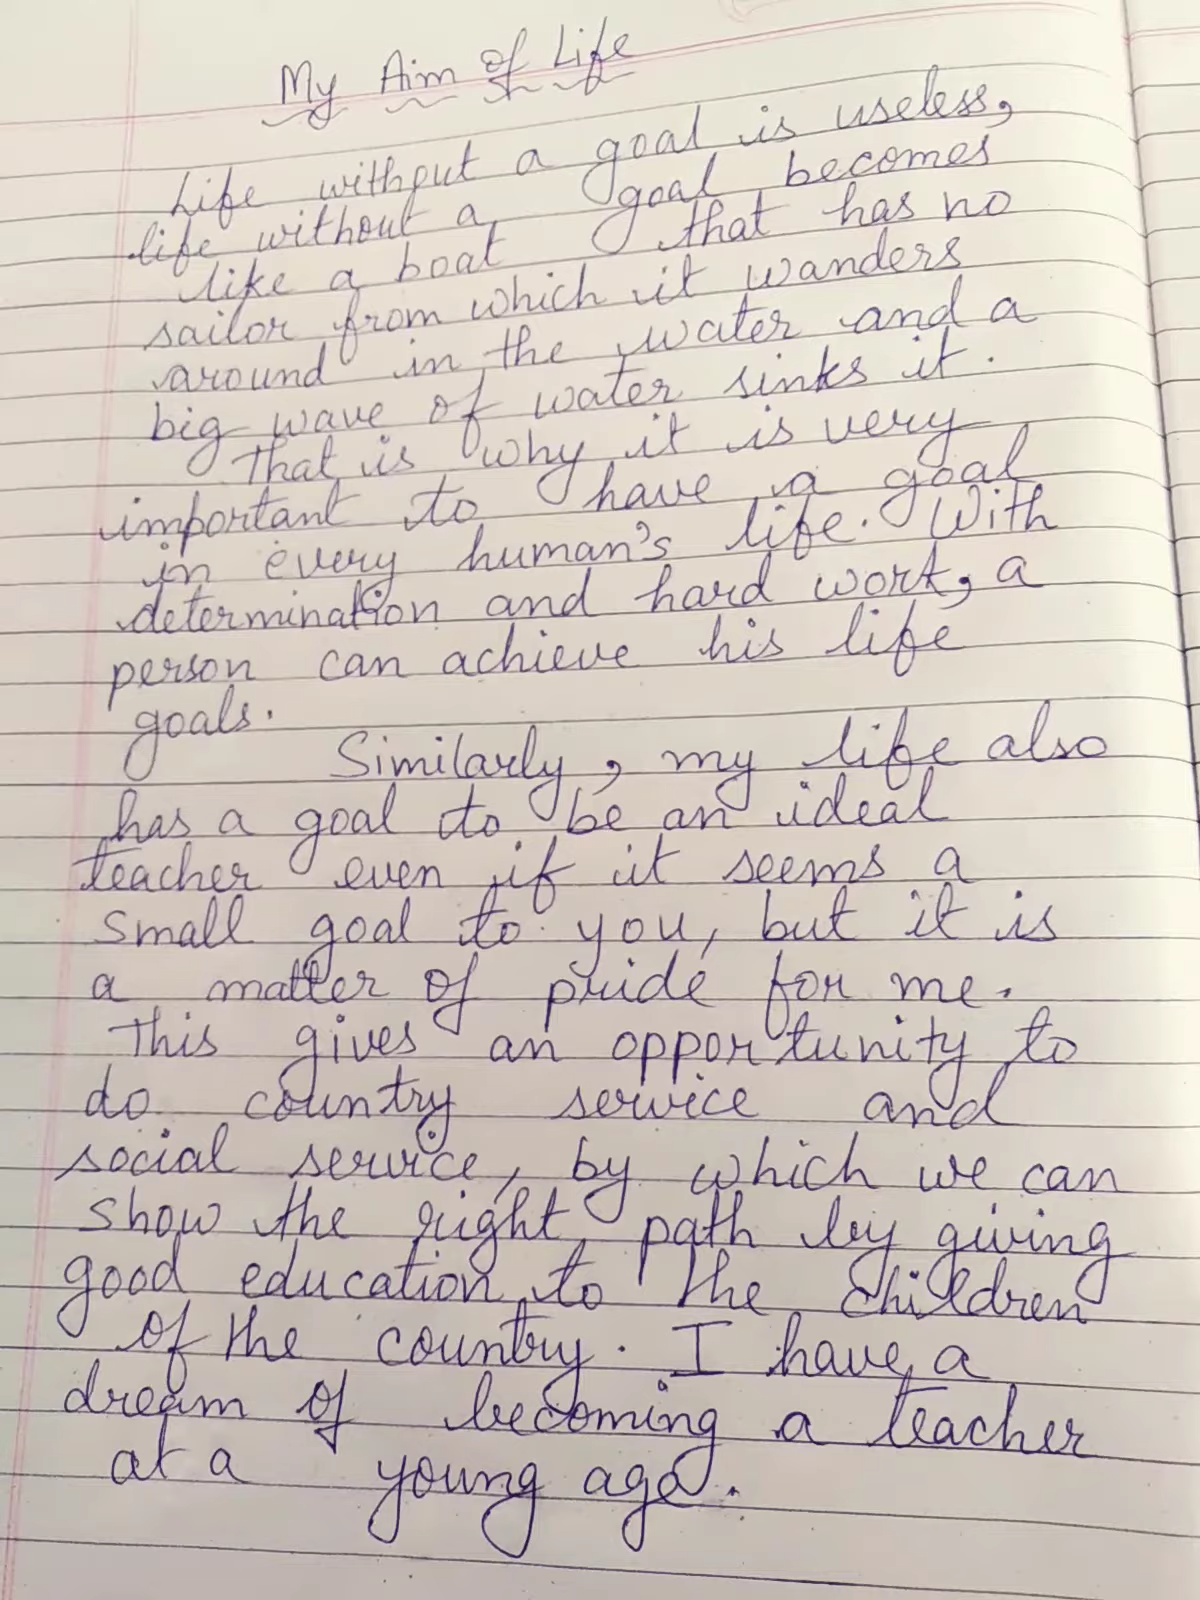 My Aim of Life
Life without a goal is useless,
life without a goal becomes
like a boat that has no
sailor from which it wanders
around in the water and a
big wave of water sinks it.
That is why it is very
important to have a goal
in every human's life. With
determination and hard work, a
person can achieve his life
goals.
Similarly, my life also
has a goal to be an ideal
teacher even if it seems a
small goal to you, but it is
a matter of pride for me.
This gives an opportunity to
do country service and
social service, by which we can
show the right path by giving
good education to the children
of the country. I have a
dream of becoming a teacher
at a young age.